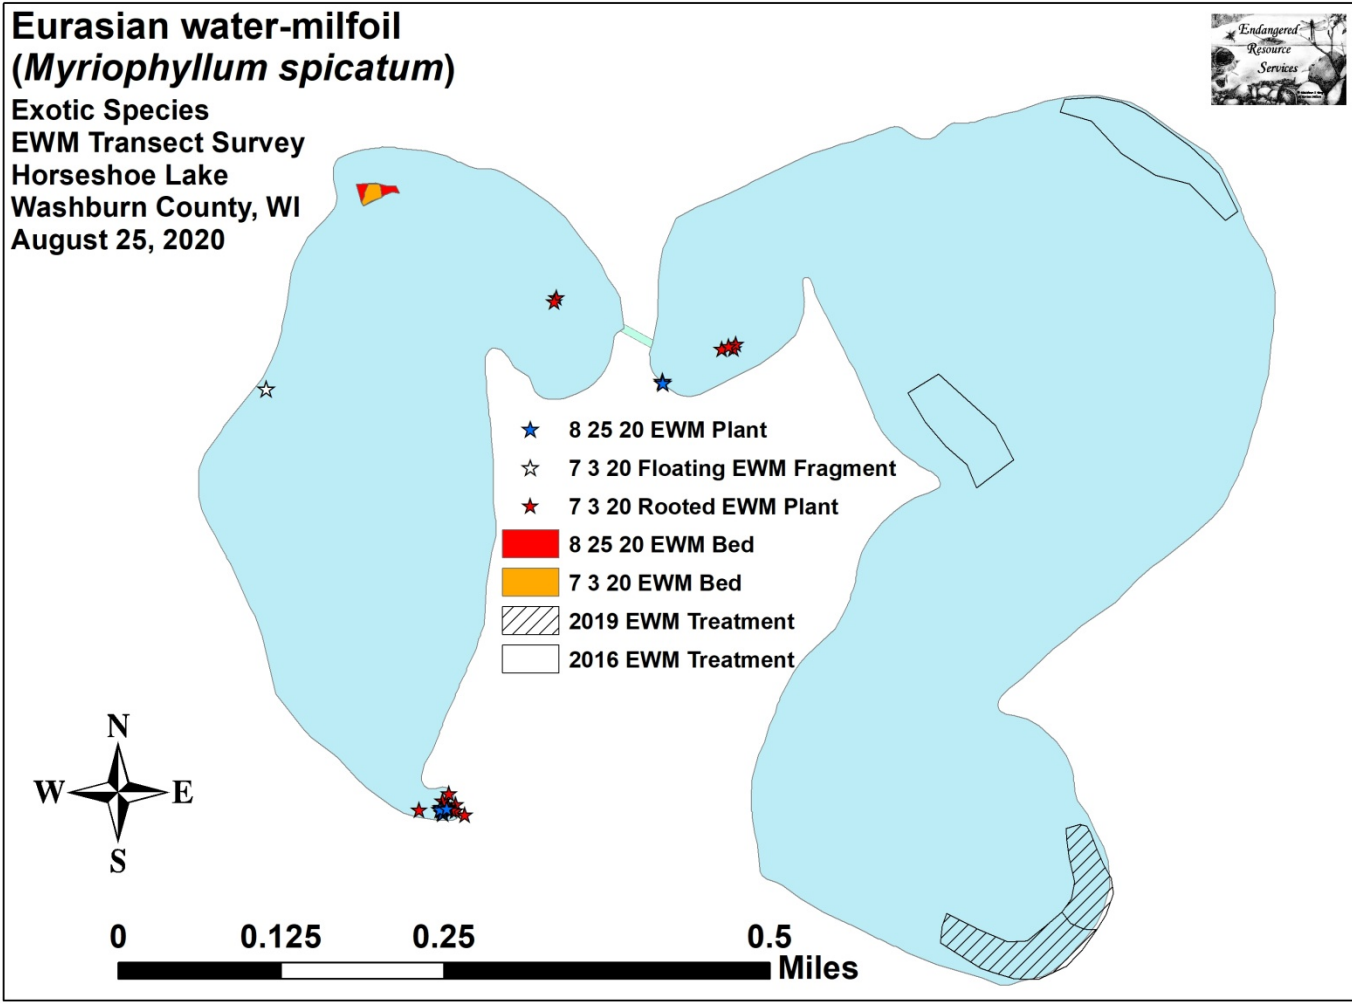 Eurasian water-milfoil
(Myriophyllum spicatum)
Exotic Species
EWM Transect Survey
Horseshoe Lake
Washburn County, WI
August 25, 2020
Endangered
Resource
Services
8 25 20 EWM Plant
7 3 20 Floating EWM Fragment
7 3 20 Rooted EWM Plant
8 25 20 EWM Bed
7 3 20 EWM Bed
2019 EWM Treatment
2016 EWM Treatment
N
W E
S
0 0.125 0.25 0.5
Miles